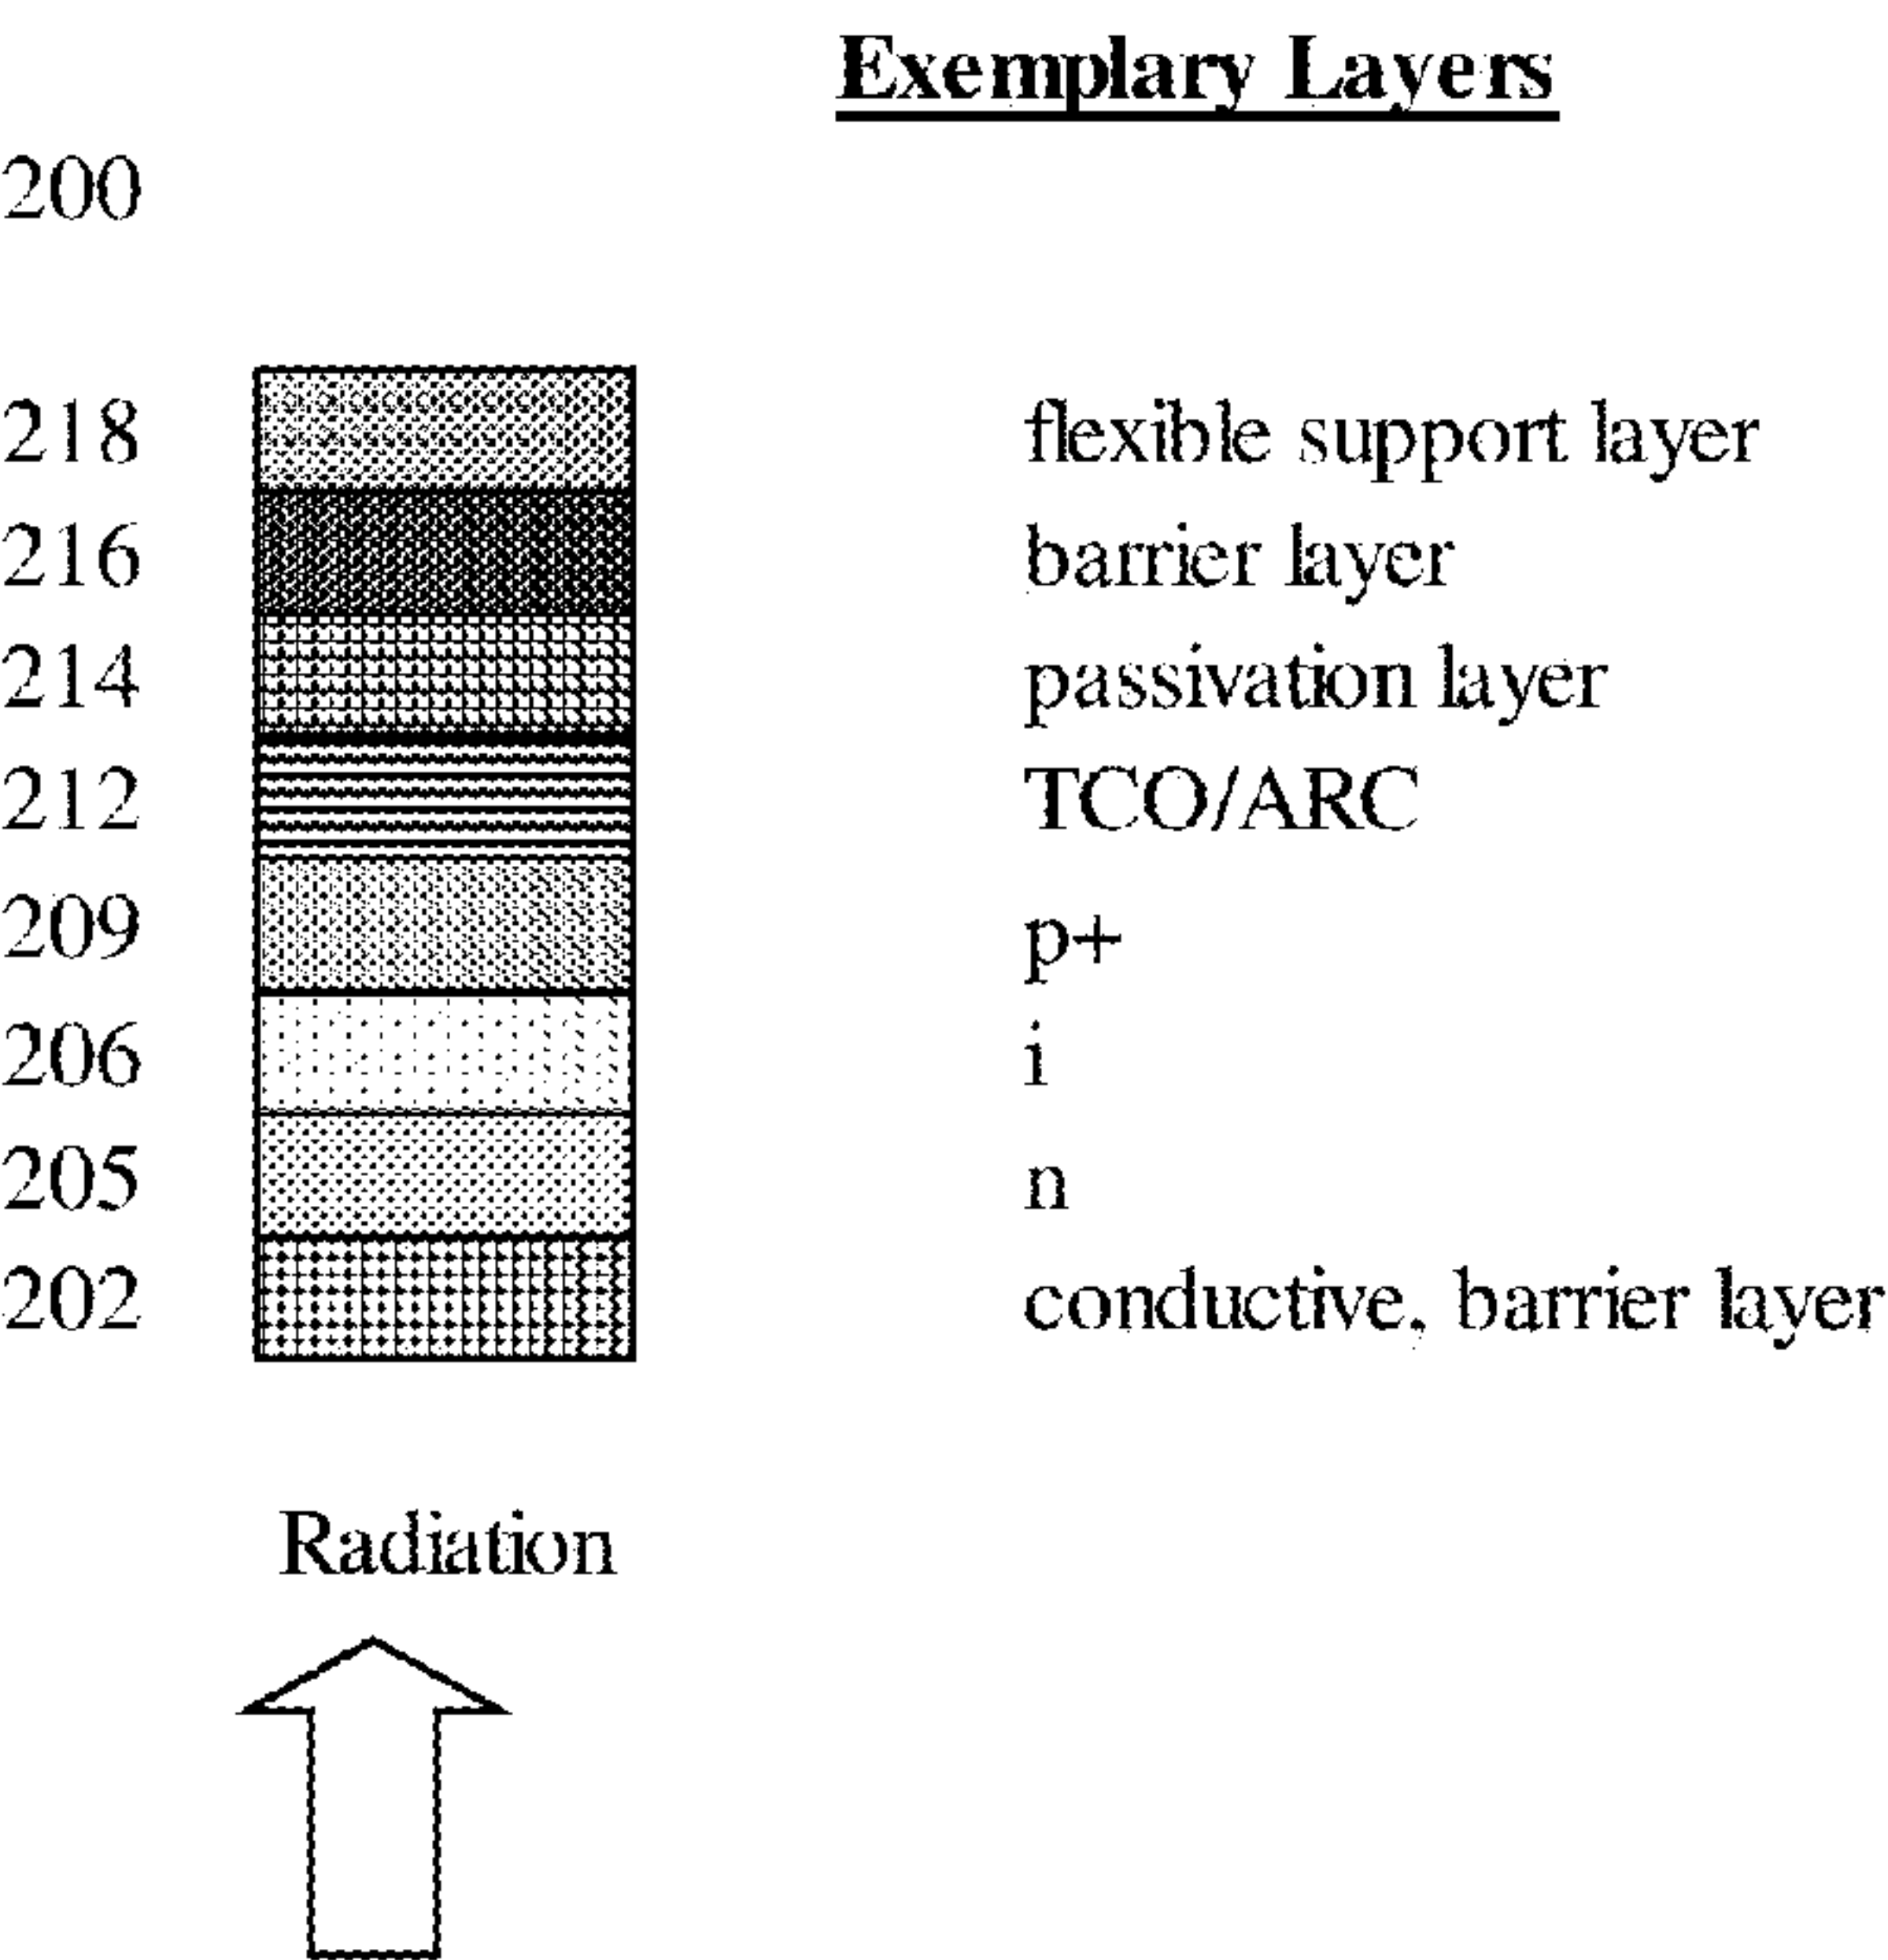 Exemplary Layers
200
218 flexible support layer
216 barrier layer
214 passivation layer
212 TCO/ARC
209 p+
206 i
205 n
202 conductive, barrier layer
Radiation